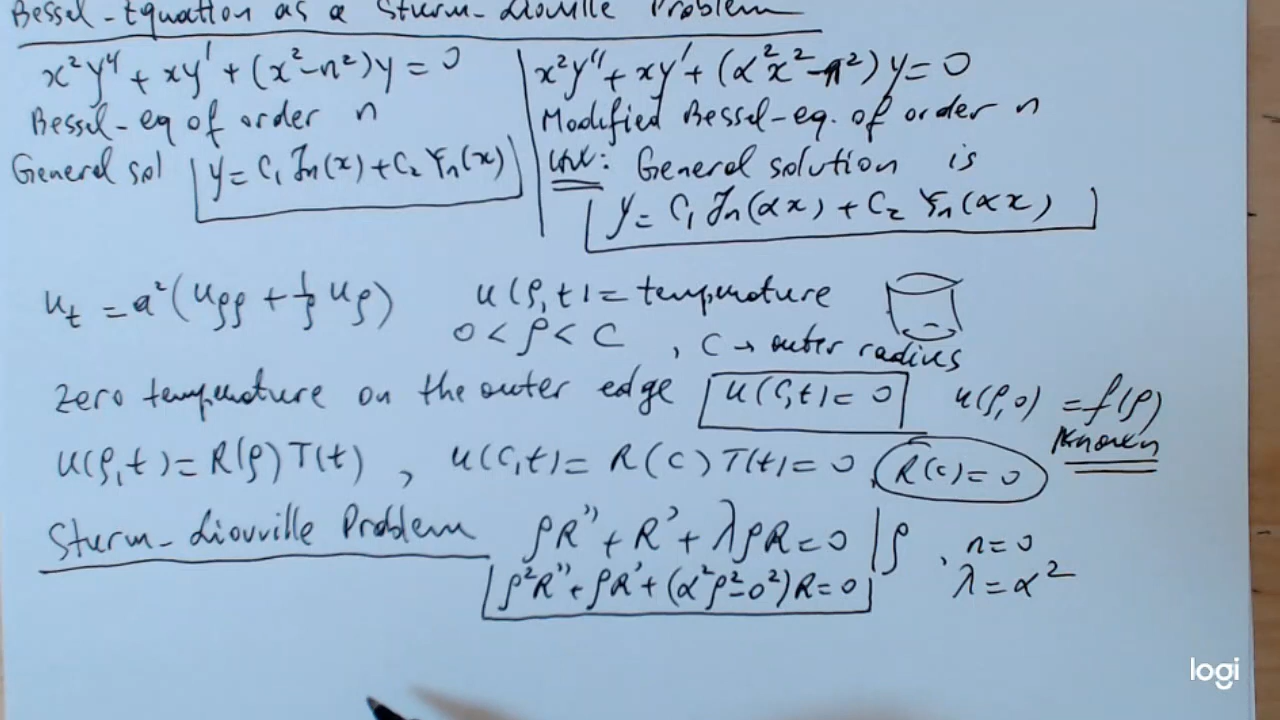 Bessel-Equation as a Sturm-Liouville Problem
x²y'' + xy' + (x²-n²)y = 0
Bessel-eq of order n
General sol y = C₁ Jn(x) + C₂ Yn(x)
x²y'' + xy' + (α²x²-n²)y = 0
Modified Bessel-eq. of order n
General solution is
y = C₁ Jn(αx) + C₂ Yn(αx)
u_t = a²(u_ρρ + 1/ρ u_ρ) u(ρ,t) = temperature
0 < ρ < C, C → outer radius
Zero temperature on the outer edge u(C,t) = 0 u(ρ,0) = f(ρ)
Known
u(ρ,t) = R(ρ)T(t), u(C,t) = R(C)T(t) = 0, R(C) = 0
Sturm-Liouville Problem ρR'' + R' + λρR = 0 |ρ, n=0
ρ²R'' + ρR' + (α²ρ²-0²)R = 0 λ = α²
logi